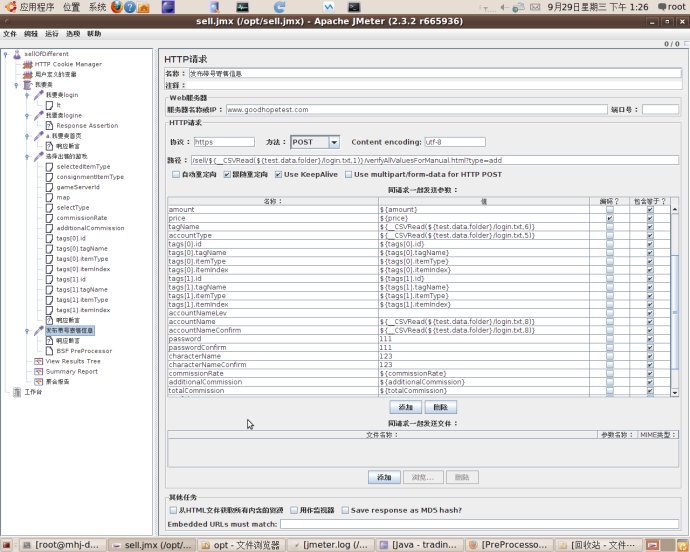 应用程序 位置 系统
9月29日星期三 下午 1:26 root
sell.jmx (/opt/sell.jmx) - Apache JMeter (2.3.2 r665936)
文件 编辑 运行 选项 帮助
0 / 0
sellOfDifferent
HTTP Cookie Manager
用户定义的变量
我要卖
我要卖login
lt
我要卖logine
Response Assertion
a.我要卖首页
响应断言
选择出售的游戏
selectedItemType
consignmentItemType
gameServerId
map
selectType
commissionRate
additionalCommission
tags[0].id
tags[0].tagName
tags[0].itemType
tags[0].itemIndex
tags[1].id
tags[1].tagName
tags[1].itemType
tags[1].itemIndex
响应断言
发布带号寄售信息
响应断言
BSF PreProcessor
View Results Tree
Summary Report
聚合报告
工作台
HTTP请求
名称： 发布带号寄售信息
注释：
Web服务器
服务器名称或IP： www.goodhopetest.com 端口号：
HTTP请求
协议： https 方法： POST Content encoding: utf-8
路径： /sell/${__CSVRead(${test.data.folder}/login.txt,1)}/verifyAllValuesForManual.html?type=add
自动重定向 跟随重定向 Use KeepAlive Use multipart/form-data for HTTP POST
同请求一起发送参数：
名称： 值 编码？ 包含等于？
amount ${amount}
price ${price}
tagName ${__CSVRead(${test.data.folder}/login.txt,6)}
accountType ${__CSVRead(${test.data.folder}/login.txt,5)}
tags[0].id ${tags[0].id}
tags[0].tagName ${tags[0].tagName}
tags[0].itemType ${tags[0].itemType}
tags[0].itemIndex ${tags[0].itemIndex}
tags[1].id ${tags[1].id}
tags[1].tagName ${tags[1].tagName}
tags[1].itemType ${tags[1].itemType}
tags[1].itemIndex ${tags[1].itemIndex}
accountNameLev
accountName ${__CSVRead(${test.data.folder}/login.txt,8)}
accountNameConfirm ${__CSVRead(${test.data.folder}/login.txt,8)}
password 111
passwordConfirm 111
characterName 123
characterNameConfirm 123
commissionRate ${commissionRate}
additionalCommission ${additionalCommission}
totalCommission ${totalCommission}
添加 删除
同请求一起发送文件：
文件名称： 参数名称： MIME类型：
添加 浏览... 删除
其他任务
从HTML文件获取所有内含的资源 用作监视器 Save response as MD5 hash?
Embedded URLs must match:
[root@mhj-d... sell.jmx (/opt/... opt - 文件浏览器 [jmeter.log (/... [Java - tradin... [PreProcesso... [回收站 - 文件...